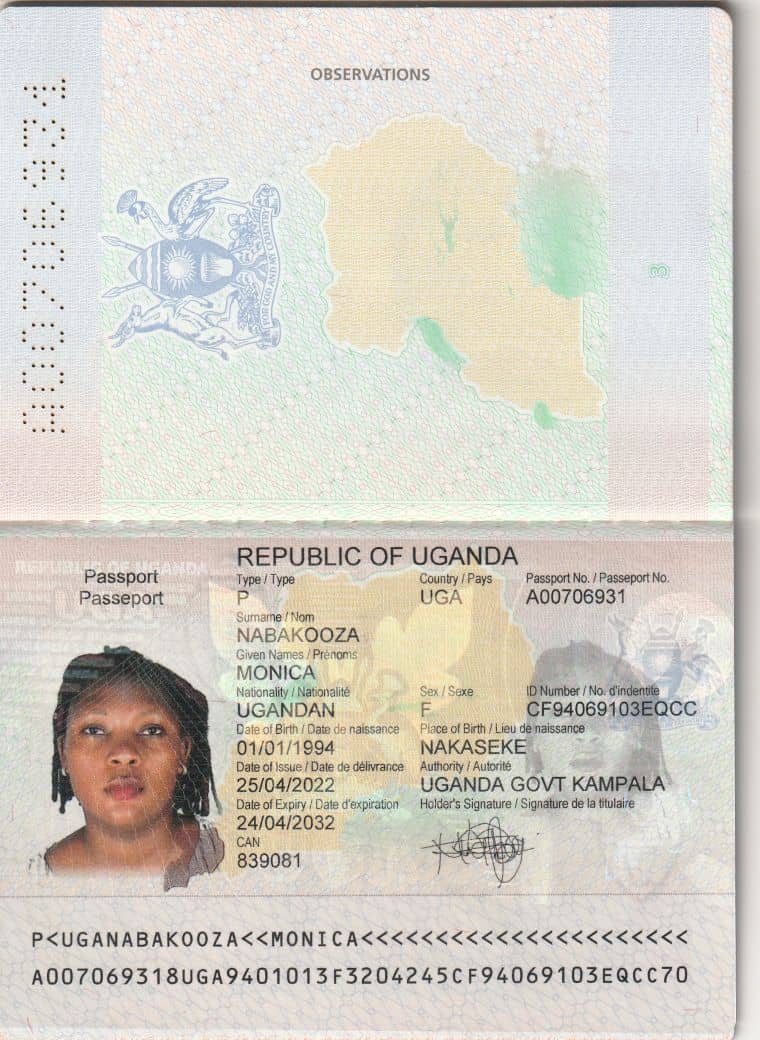 A00706931
OBSERVATIONS
FOR GOD AND MY COUNTRY
3
REPUBLIC OF UGANDA
REPUBLIC OF UGANDA
Passport
Passeport
Type / Type
Country / Pays
Passport No. / Passeport No.
P
UGA
A00706931
Surname / Nom
NABAKOOZA
Given Names / Prénoms
MONICA
Nationality / Nationalité
Sex / Sexe
ID Number / No. d'indentite
UGANDAN
F
CF94069103EQCC
Date of Birth / Date de naissance
Place of Birth / Lieu de naissance
01/01/1994
NAKASEKE
Date of Issue / Date de délivrance
Authority / Autorité
25/04/2022
UGANDA GOVT KAMPALA
Date of Expiry / Date d'expiration
Holder's Signature / Signature de la titulaire
24/04/2032
CAN
839081
P<UGANABAKOOZA<<MONICA<<<<<<<<<<<<<<<<<<<<<<
A007069318UGA9401013F3204245CF94069103EQCC70